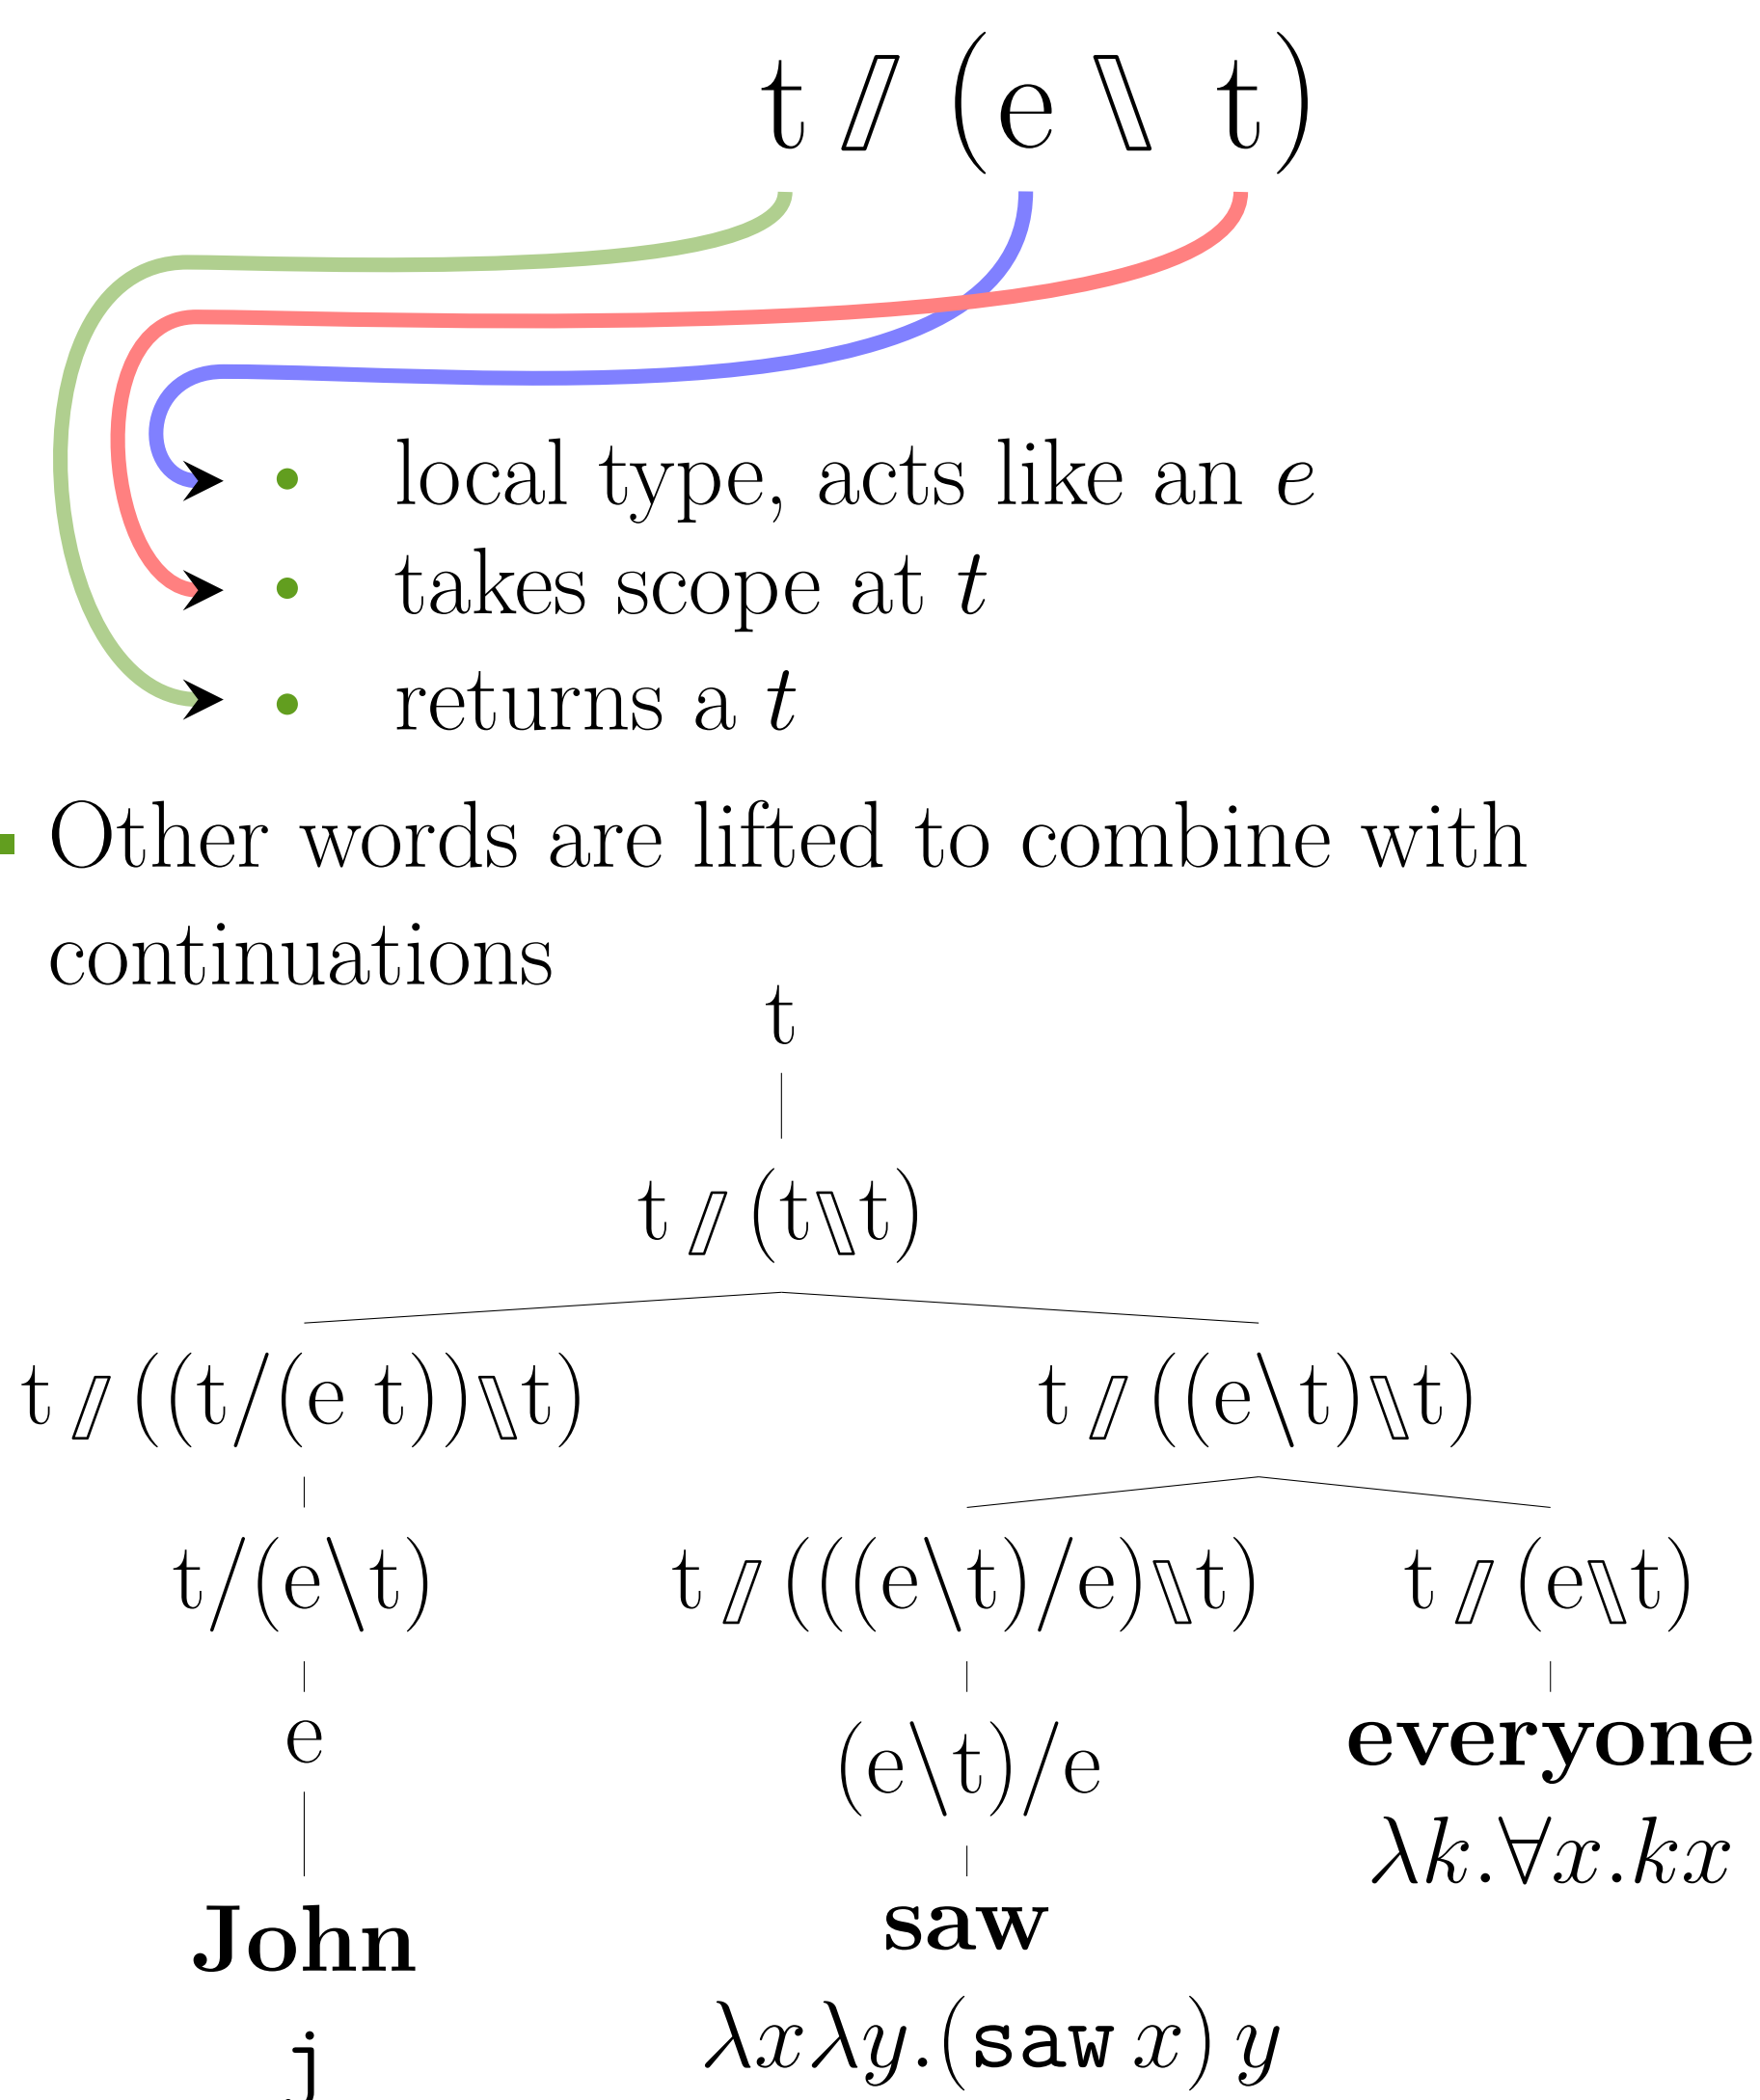 t ⫽ (e ⑊ t)
• local type, acts like an e
• takes scope at t
• returns a t
▪ Other words are lifted to combine with
continuations
t
t ⫽ (t⑊t)
t ⫽ ((t/(e t))⑊t) t ⫽ ((e\t)⑊t)
t/(e\t) t ⫽ (((e\t)/e)⑊t) t ⫽ (e⑊t)
e (e\t)/e everyone
λk.∀x.kx
John saw
j λxλy.(saw x) y